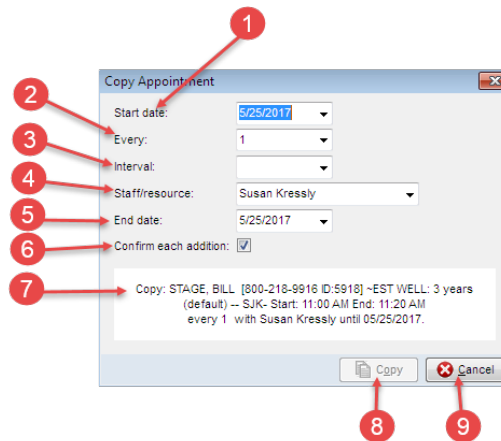 1
Copy Appointment
2
Start date: 5/25/2017
Every: 1
3
Interval:
4
Staff/resource: Susan Kressly
5
End date: 5/25/2017
6
Confirm each addition:
7
Copy: STAGE, BILL [800-218-9916 ID:5918] ~EST WELL: 3 years
(default) -- SJK- Start: 11:00 AM End: 11:20 AM
every 1 with Susan Kressly until 05/25/2017.
Copy Cancel
8 9